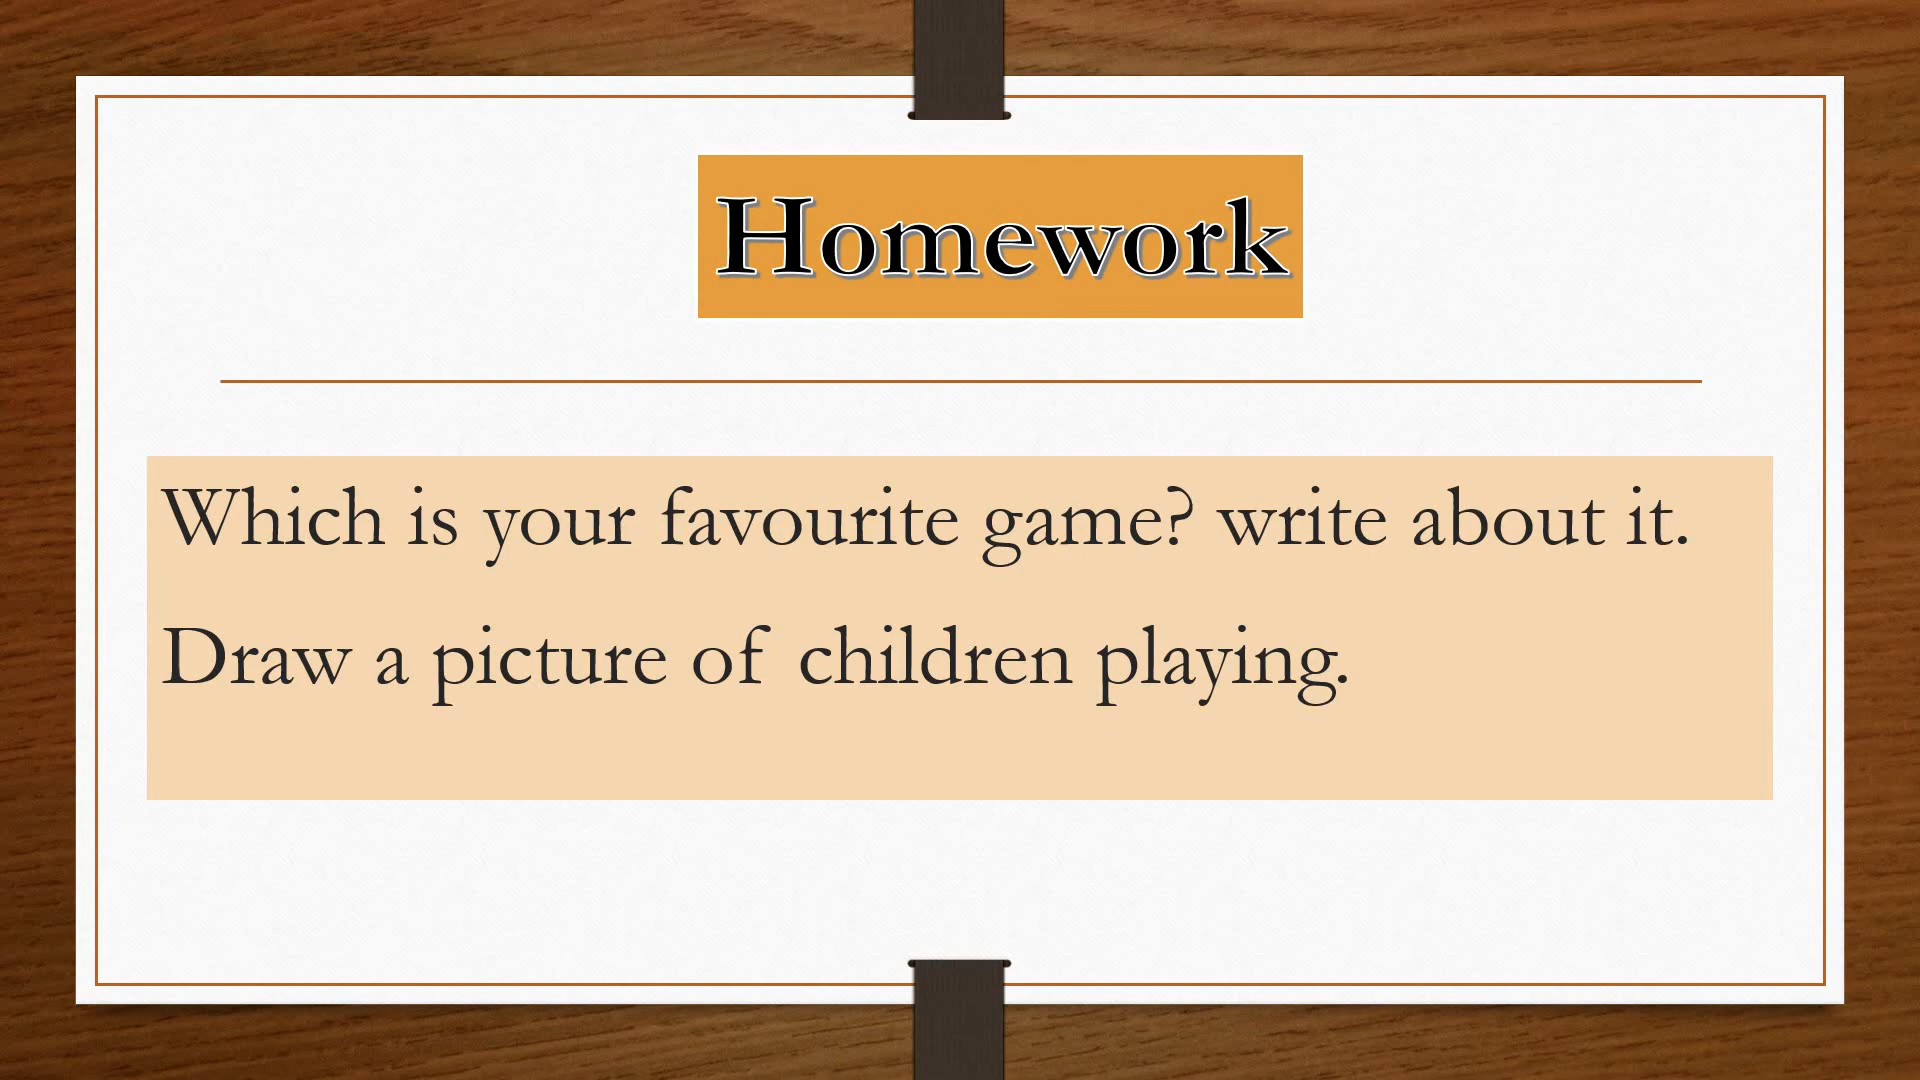 Homework
Which is your favourite game? write about it.
Draw a picture of children playing.